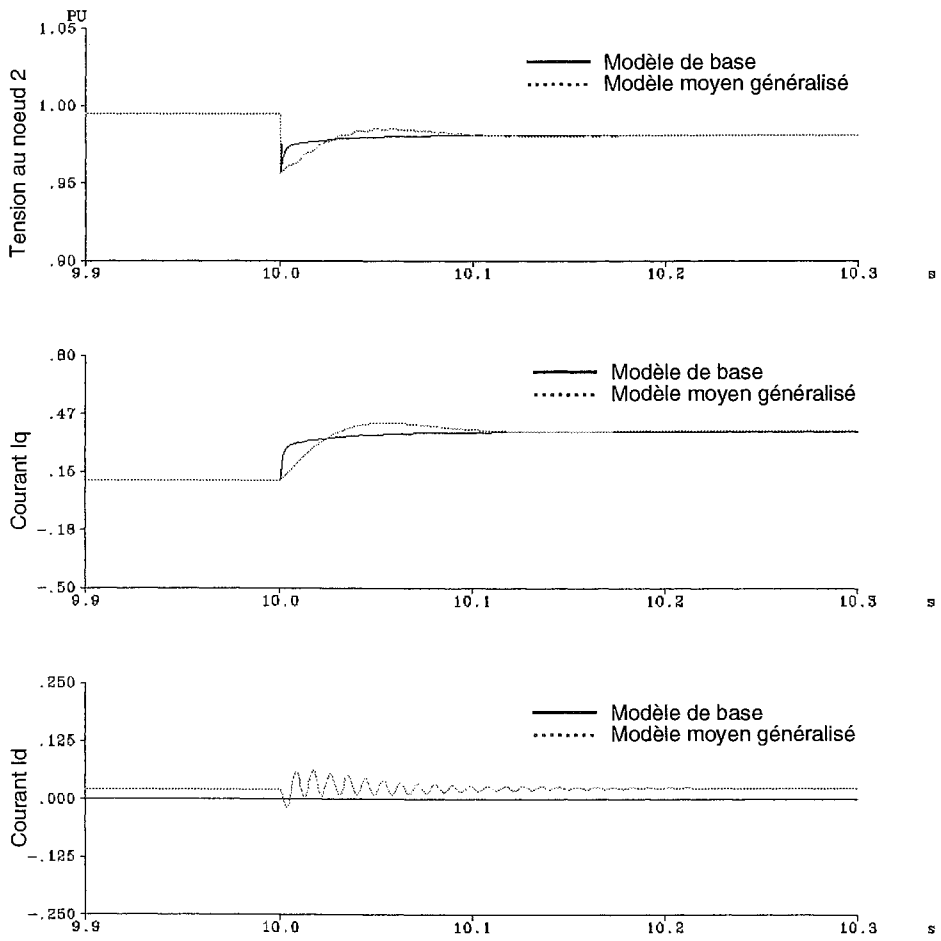 PU
1.05
1.00
.95
.90
9.9 10.0 10.1 10.2 10.3 s
Tension au noeud 2
Modèle de base
Modèle moyen généralisé
.80
.47
.15
-.18
-.50
9.9 10.0 10.1 10.2 10.3 s
Courant Iq
Modèle de base
Modèle moyen généralisé
.250
.125
.000
-.125
-.250
9.9 10.0 10.1 10.2 10.3 s
Courant Id
Modèle de base
Modèle moyen généralisé